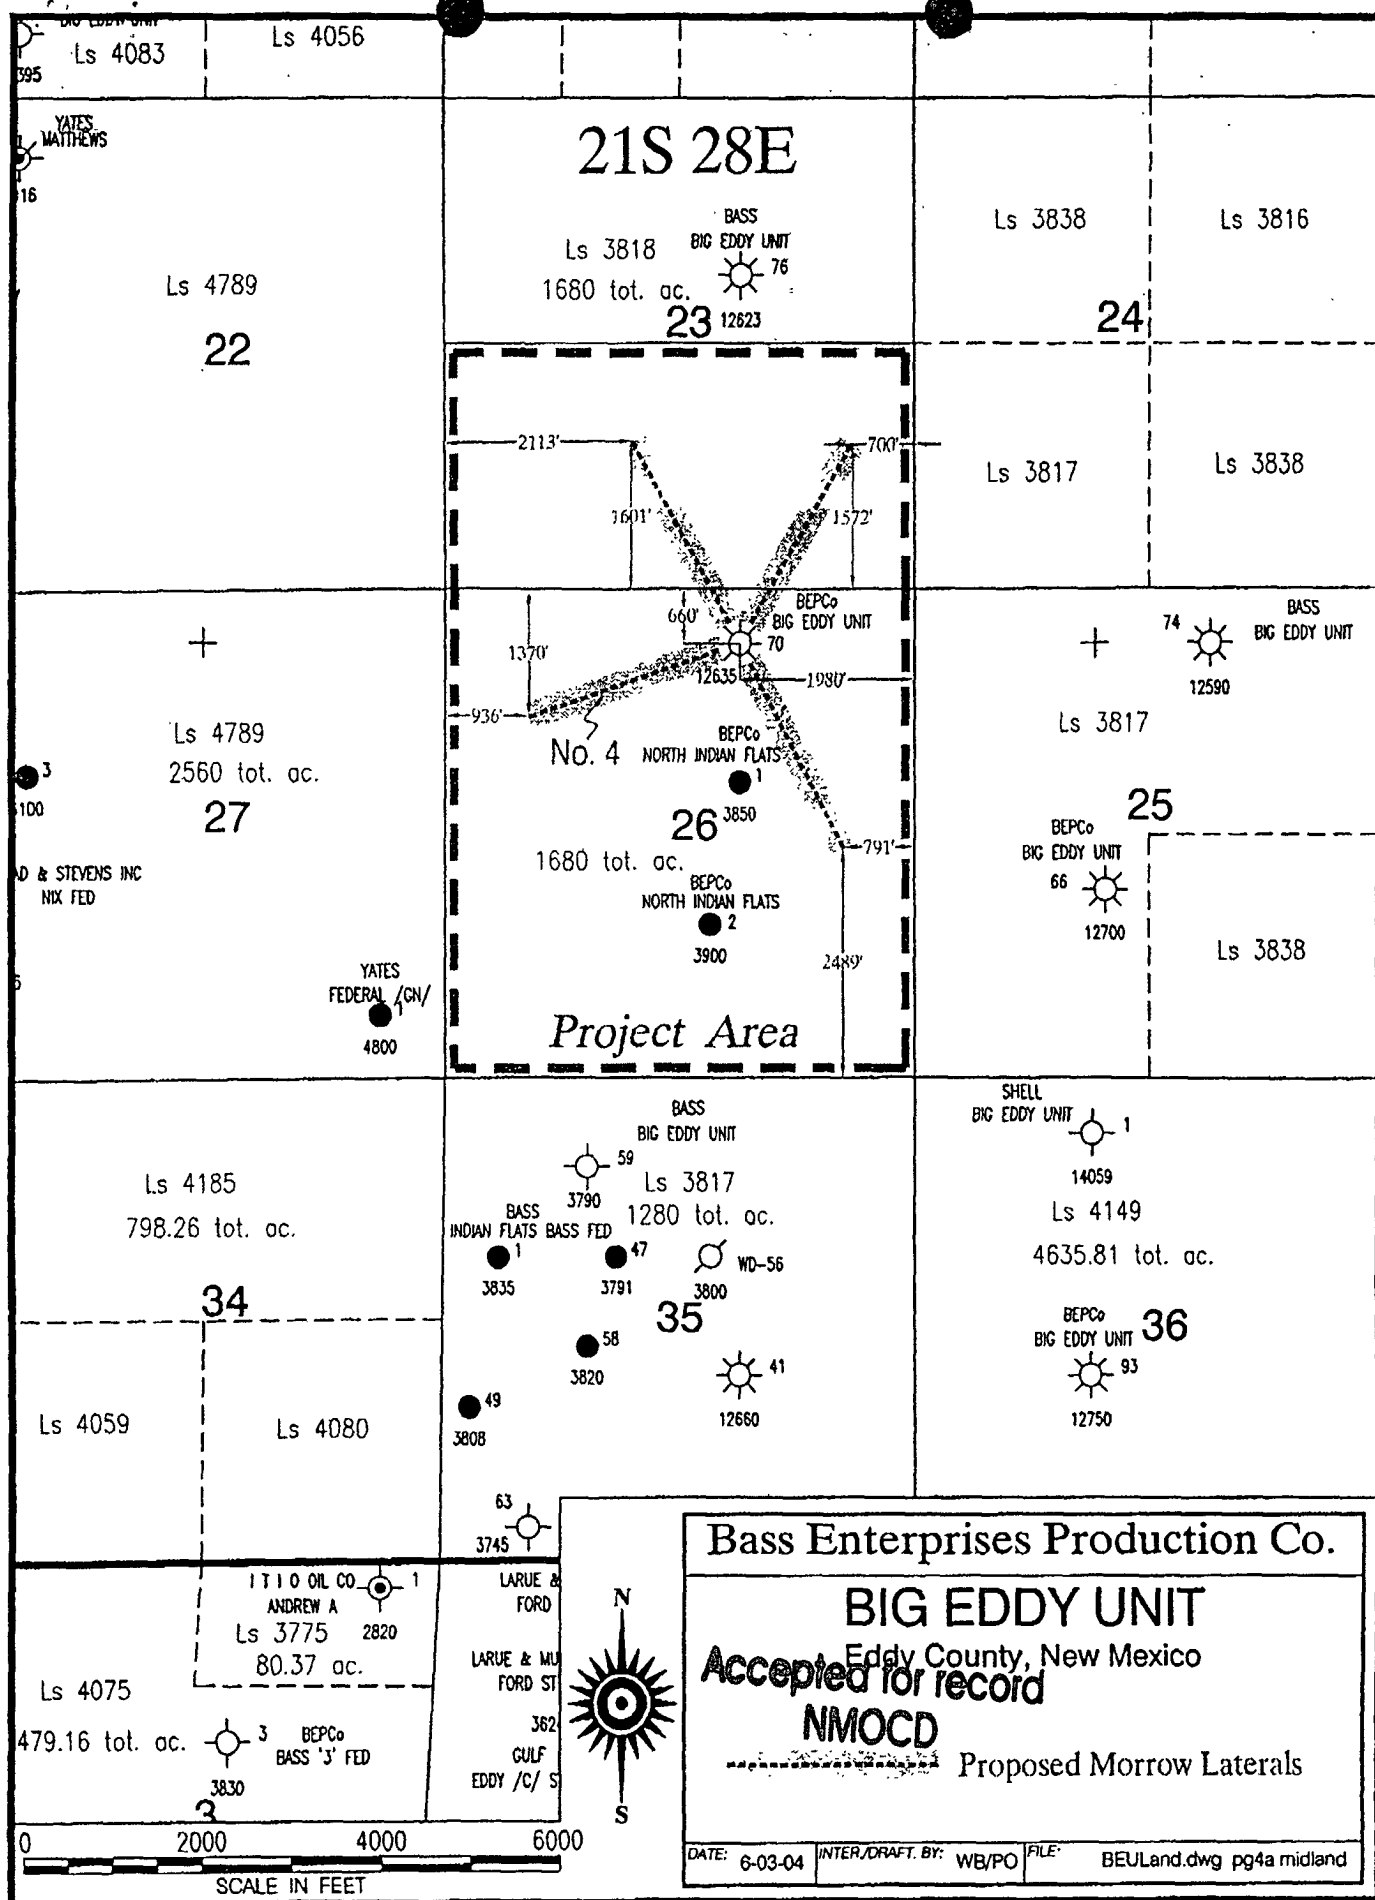 BIG EDDY UNIT
Ls 4083
Ls 4056
395
YATES
MATTHEWS
16
21S 28E
BASS
BIG EDDY UNIT
76
12623
Ls 3818
1680 tot. ac.
23
Ls 3838
Ls 3816
24
Ls 4789
22
2113'
700'
1601'
1572'
Ls 3817
Ls 3838
BEPCo
BIG EDDY UNIT
70
12635
660'
1370'
1980'
936'
No. 4
BASS
BIG EDDY UNIT
74
12590
Ls 3817
Ls 4789
2560 tot. ac.
27
3
100
BEPCo
NORTH INDIAN FLATS
1
3850
26
1680 tot. ac.
791'
25
BEPCo
BIG EDDY UNIT
66
12700
Ls 3838
AD & STEVENS INC
NIX FED
BEPCo
NORTH INDIAN FLATS
2
3900
2489'
YATES
FEDERAL /GN/
1
4800
Project Area
BASS
BIG EDDY UNIT
59
3790
Ls 3817
1280 tot. ac.
SHELL
BIG EDDY UNIT
1
14059
Ls 4149
4635.81 tot. ac.
Ls 4185
798.26 tot. ac.
34
BASS
INDIAN FLATS BASS FED
1
3835
47
3791
WD-56
3800
35
58
3820
41
12660
49
3808
BEPCo
BIG EDDY UNIT
36
93
12750
Ls 4059
Ls 4080
63
3745
I T I O OIL CO
ANDREW A
1
2820
Ls 3775
80.37 ac.
LARUE &
FORD
LARUE & MU
FORD ST
362
GULF
EDDY /C/ S
Ls 4075
479.16 tot. ac.
3
BEPCo
BASS '3' FED
3830
3
N
S
0 2000 4000 6000
SCALE IN FEET
Bass Enterprises Production Co.
BIG EDDY UNIT
Eddy County, New Mexico
Accepted for record
NMOCD
Proposed Morrow Laterals
DATE: 6-03-04 INTER./DRAFT. BY: WB/PO FILE: BEULand.dwg pg4a midland